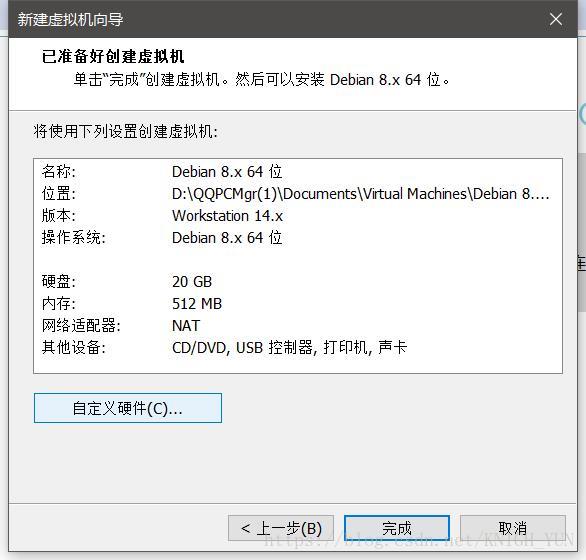 新建虚拟机向导
已准备好创建虚拟机
单击“完成”创建虚拟机。然后可以安装 Debian 8.x 64 位。
将使用下列设置创建虚拟机:
名称: Debian 8.x 64 位
位置: D:\QQPCMgr(1)\Documents\Virtual Machines\Debian 8....
版本: Workstation 14.x
操作系统: Debian 8.x 64 位
硬盘: 20 GB
内存: 512 MB
网络适配器: NAT
其他设备: CD/DVD, USB 控制器, 打印机, 声卡
自定义硬件(C)...
< 上一步(B) 完成 取消
https://blog.csdn.net/KNIGH_YUN